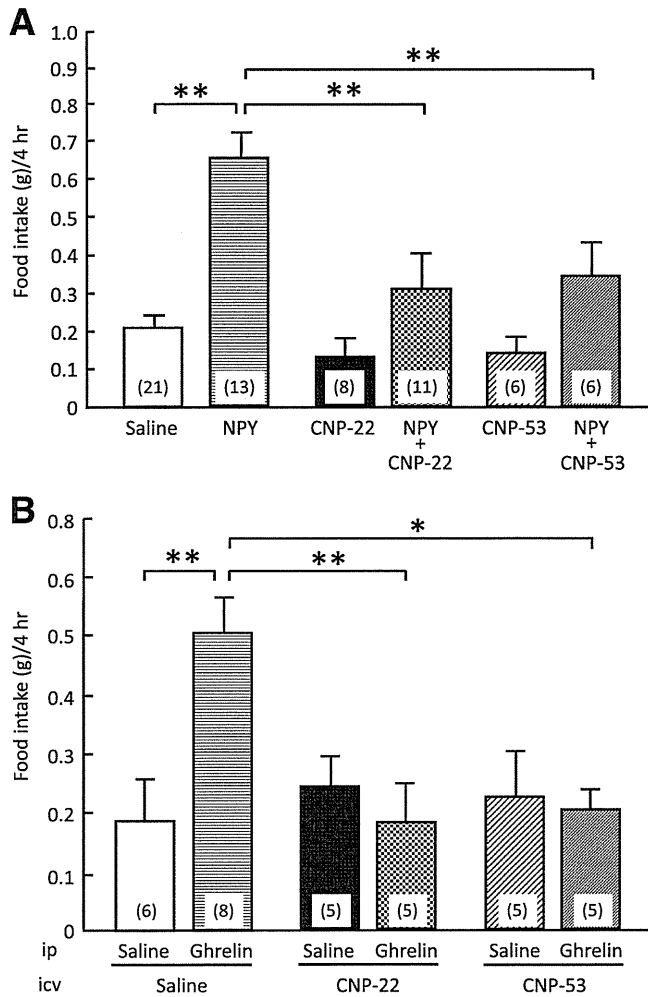 A
Food intake (g)/4 hr
1.0
0.9
0.8
0.7
0.6
0.5
0.4
0.3
0.2
0.1
0
**
**
**
(21)
(13)
(8)
(11)
(6)
(6)
Saline
NPY
CNP-22
NPY
+
CNP-22
CNP-53
NPY
+
CNP-53
B
Food intake (g)/4 hr
0.8
0.7
0.6
0.5
0.4
0.3
0.2
0.1
0
*
**
**
(6)
(8)
(5)
(5)
(5)
(5)
ip Saline Ghrelin Saline Ghrelin Saline Ghrelin
icv Saline CNP-22 CNP-53